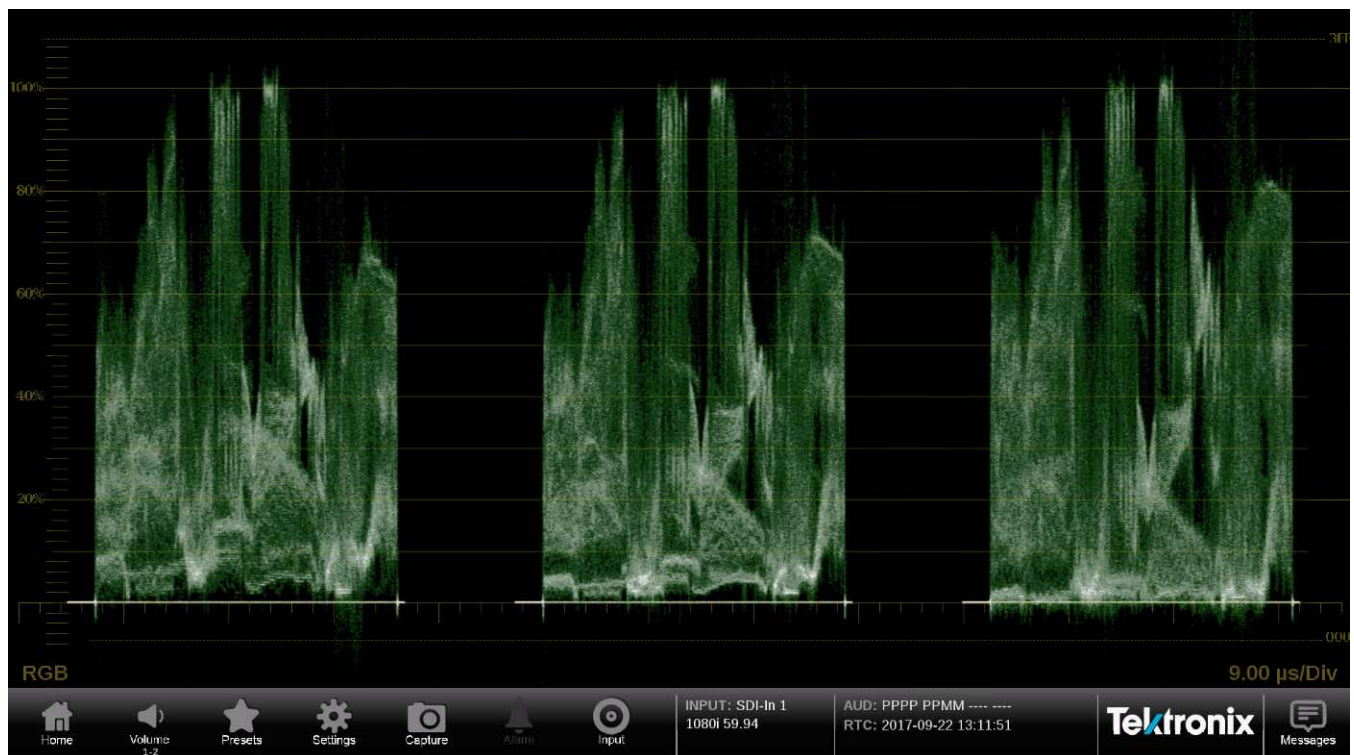 3FF
100%
80%
60%
40%
20%
000
RGB
9.00 µs/Div
Home
Volume
1-2
Presets
Settings
Capture
Alarm
Input
INPUT: SDI-In 1
1080i 59.94
AUD: PPPP PPMM ---- ----
RTC: 2017-09-22 13:11:51
Tektronix
Messages